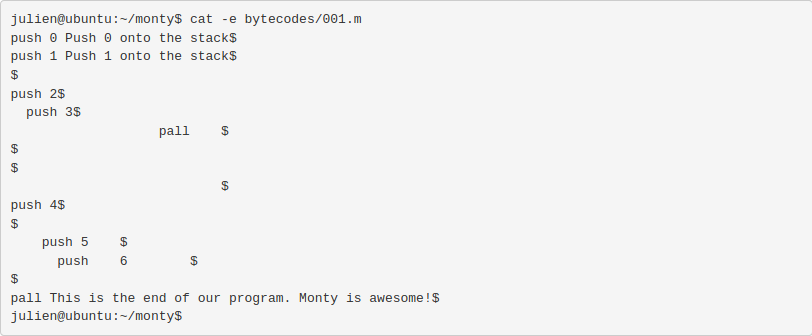 julien@ubuntu:~/monty$ cat -e bytecodes/001.m
push 0 Push 0 onto the stack$
push 1 Push 1 onto the stack$
$
push 2$
  push 3$
                   pall    $
$
$
                           $
push 4$
$
    push 5    $
      push    6        $
$
pall This is the end of our program. Monty is awesome!$
julien@ubuntu:~/monty$